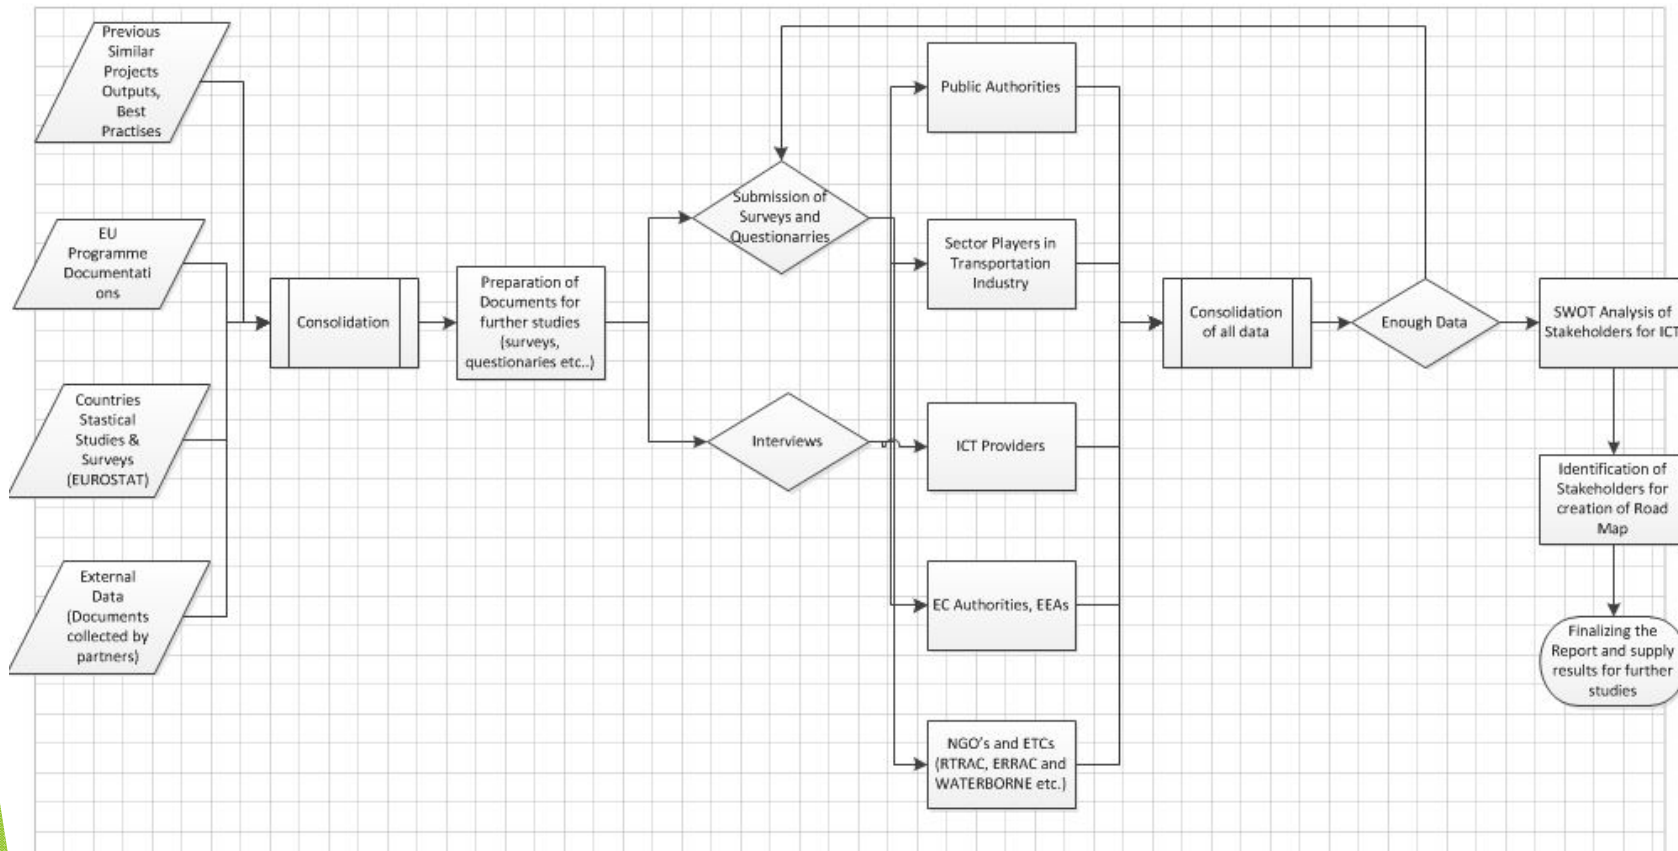 Previous
Similar
Projects
Outputs,
Best
Practises
EU
Programme
Documentati
ons
Countries
Stastical
Studies &
Surveys
(EUROSTAT)
External
Data
(Documents
collected by
partners)
Consolidation
Preparation of
Documents for
further studies
(surveys,
questionaries etc..)
Submission of
Surveys and
Questionarries
Interviews
Public Authorities
Sector Players in
Transportation
Industry
ICT Providers
EC Authorities, EEAs
NGO's and ETCs
(RTRAC, ERRAC and
WATERBORNE etc.)
Consolidation
of all data
Enough Data
SWOT Analysis of
Stakeholders for ICT
Identification of
Stakeholders for
creation of Road
Map
Finalizing the
Report and supply
results for further
studies